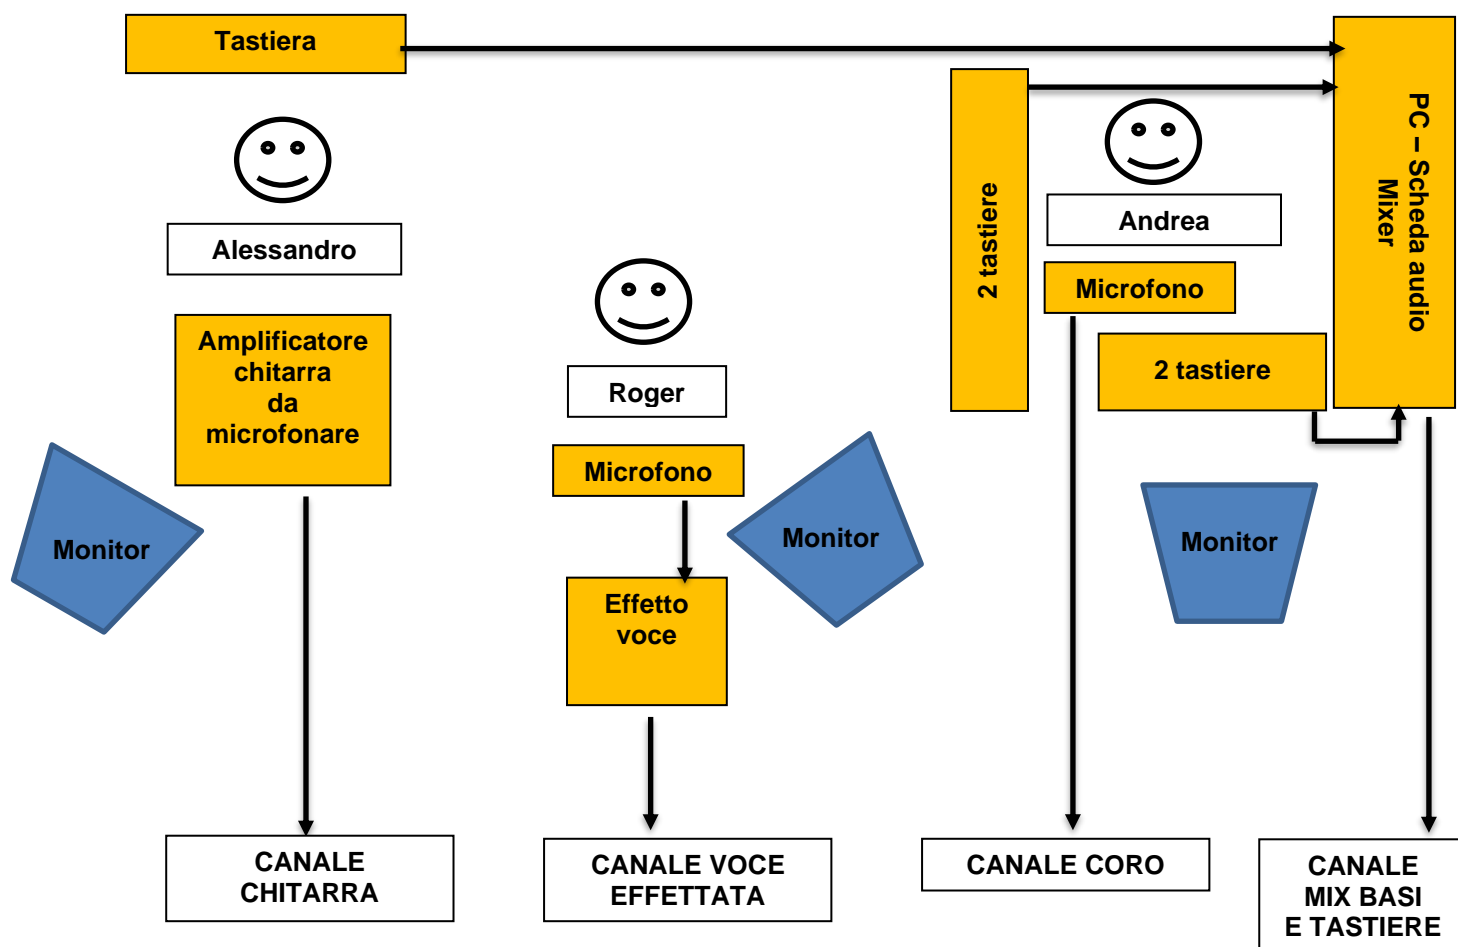 Tastiera
Alessandro
Amplificatore
chitarra
da
microfonare
Monitor
Roger
Microfono
Effetto
voce
Monitor
2 tastiere
Andrea
Microfono
2 tastiere
Monitor
PC – Scheda audio
Mixer
CANALE
CHITARRA
CANALE VOCE
EFFETTATA
CANALE CORO
CANALE
MIX BASI
E TASTIERE